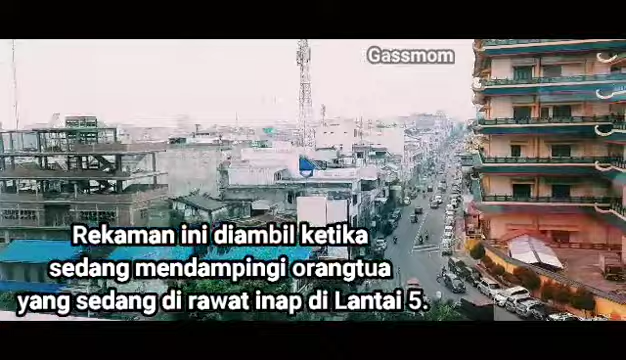 Gassmom
Rekaman ini diambil ketika
sedang mendampingi orangtua
yang sedang di rawat inap di Lantai 5.